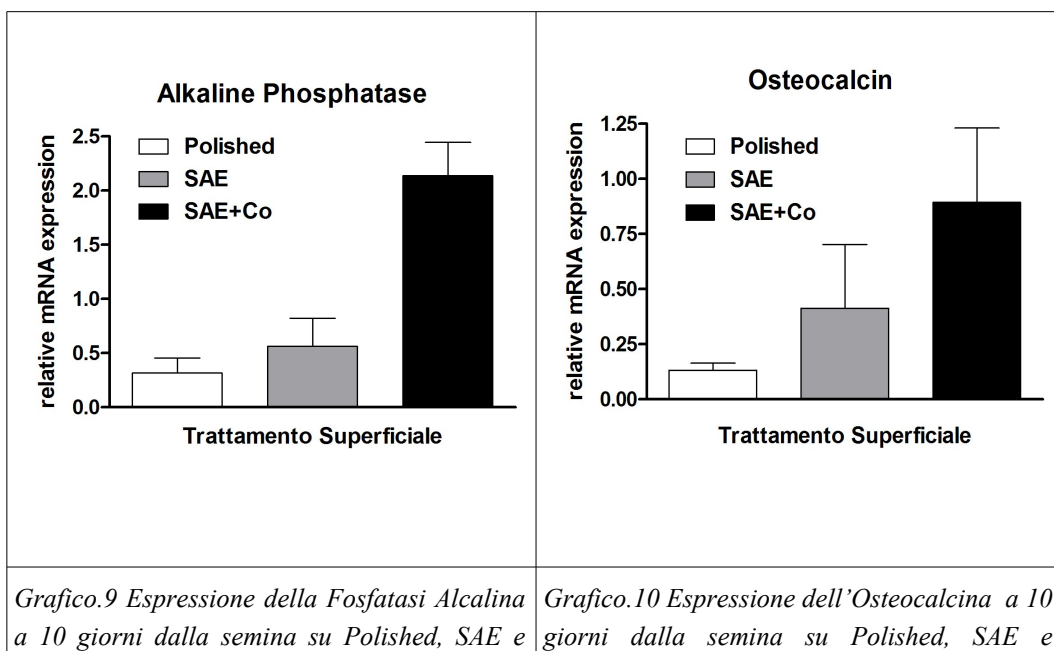 Alkaline Phosphatase
relative mRNA expression
2.5
2.0
1.5
1.0
0.5
0.0
Polished
SAE
SAE+Co
Trattamento Superficiale
Osteocalcin
relative mRNA expression
1.25
1.00
0.75
0.50
0.25
0.00
Polished
SAE
SAE+Co
Trattamento Superficiale
Grafico.9 Espressione della Fosfatasi Alcalina
a 10 giorni dalla semina su Polished, SAE e
Grafico.10 Espressione dell’Osteocalcina a 10
giorni dalla semina su Polished, SAE e